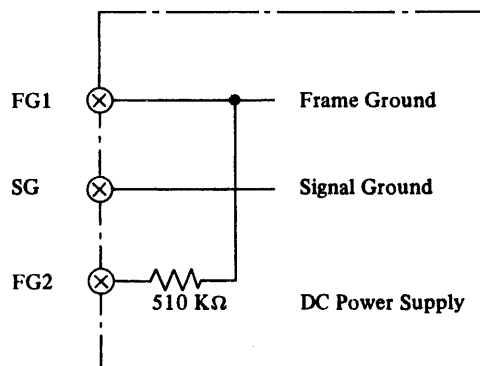 FG1 Frame Ground
SG Signal Ground
FG2
510 KΩ
DC Power Supply